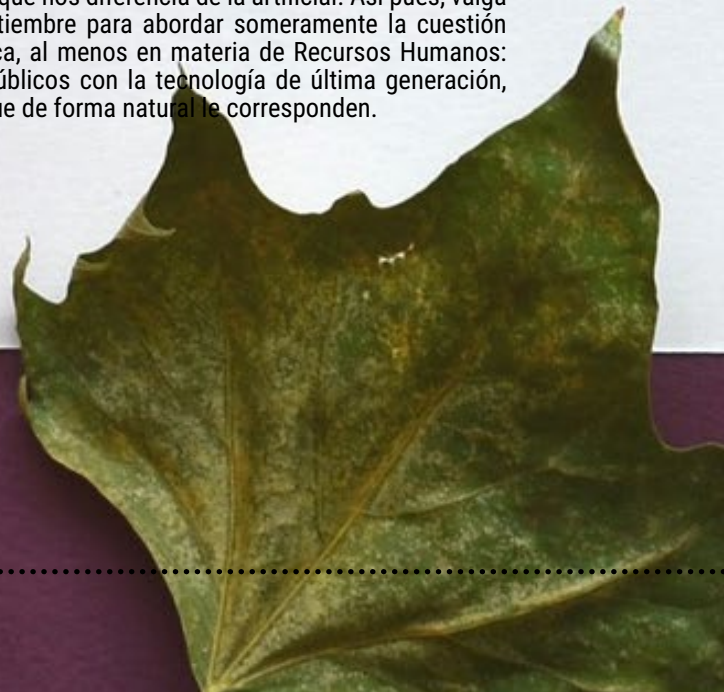 que nos diferencia de la artificial. Así pues, valga
tiembre para abordar someramente la cuestión
ca, al menos en materia de Recursos Humanos:
úblicos con la tecnología de última generación,
ue de forma natural le corresponden.